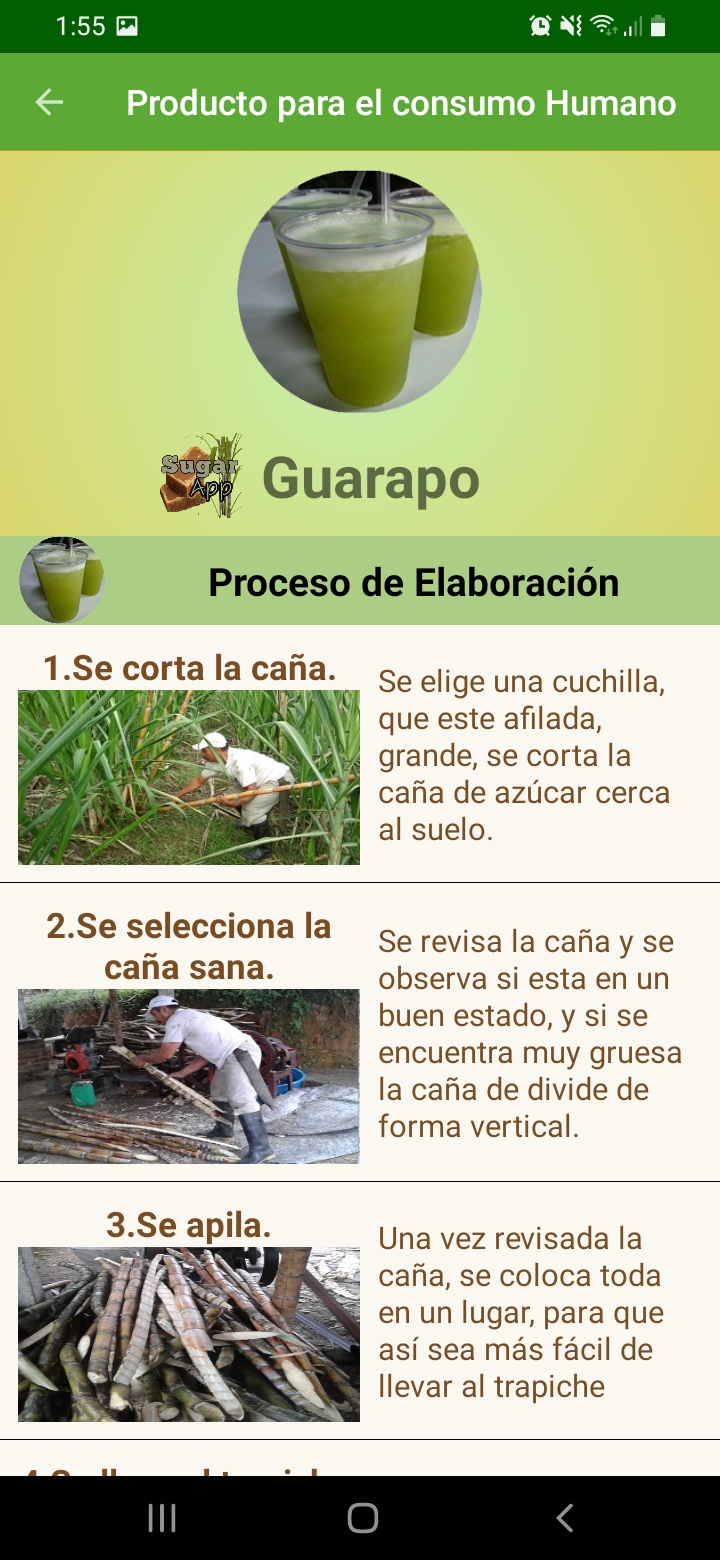 1:55
Producto para el consumo Humano
Sugar
App
Guarapo
Proceso de Elaboración
1.Se corta la caña.
Se elige una cuchilla,
que este afilada,
grande, se corta la
caña de azúcar cerca
al suelo.
2.Se selecciona la
caña sana.
Se revisa la caña y se
observa si esta en un
buen estado, y si se
encuentra muy gruesa
la caña de divide de
forma vertical.
3.Se apila.
Una vez revisada la
caña, se coloca toda
en un lugar, para que
así sea más fácil de
llevar al trapiche